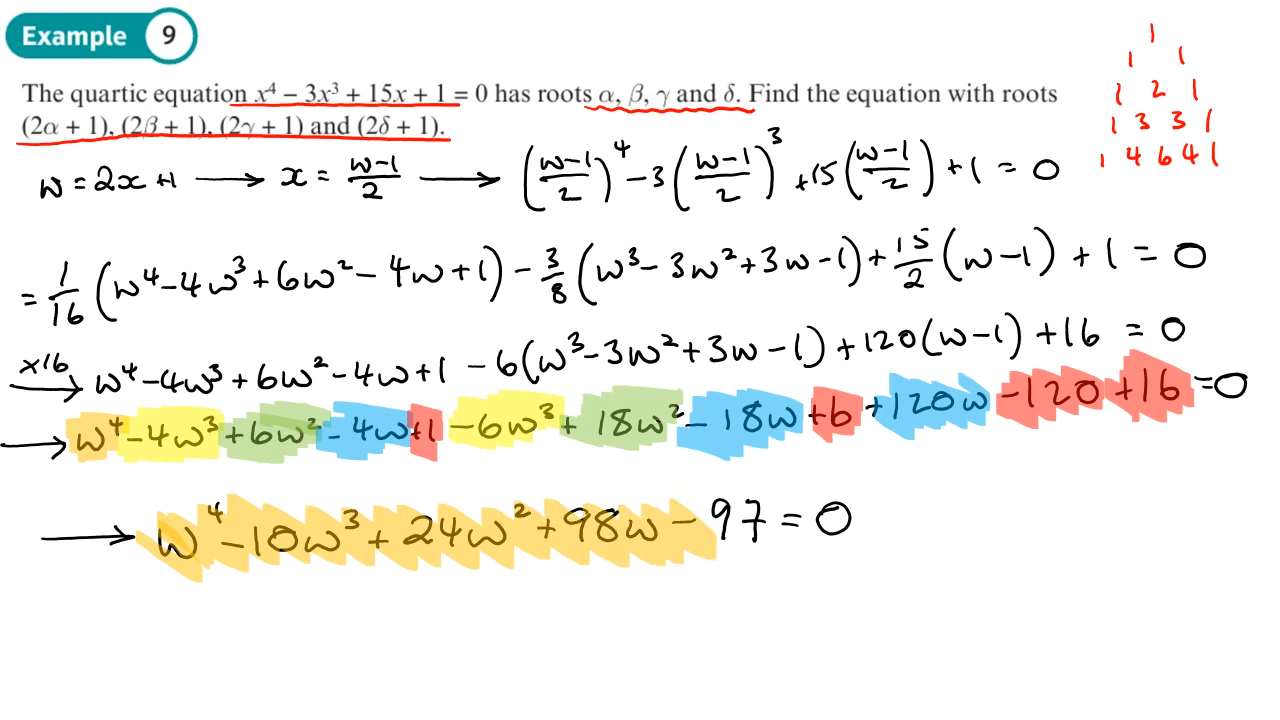 Example 9
The quartic equation x⁴ – 3x³ + 15x + 1 = 0 has roots α, β, γ and δ. Find the equation with roots
(2α + 1), (2β + 1), (2γ + 1) and (2δ + 1).
1
1 1
1 2 1
1 3 3 1
1 4 6 4 1
w = 2x + 1 → x = (w-1)/2 → ((w-1)/2)⁴ - 3((w-1)/2)³ + 15((w-1)/2) + 1 = 0
= 1/16 (w⁴ - 4w³ + 6w² - 4w + 1) - 3/8 (w³ - 3w² + 3w - 1) + 15/2 (w - 1) + 1 = 0
×16 → w⁴ - 4w³ + 6w² - 4w + 1 - 6(w³ - 3w² + 3w - 1) + 120(w - 1) + 16 = 0
→ w⁴ - 4w³ + 6w² - 4w + 1 - 6w³ + 18w² - 18w + 6 + 120w - 120 + 16 = 0
→ w⁴ - 10w³ + 24w² + 98w - 97 = 0